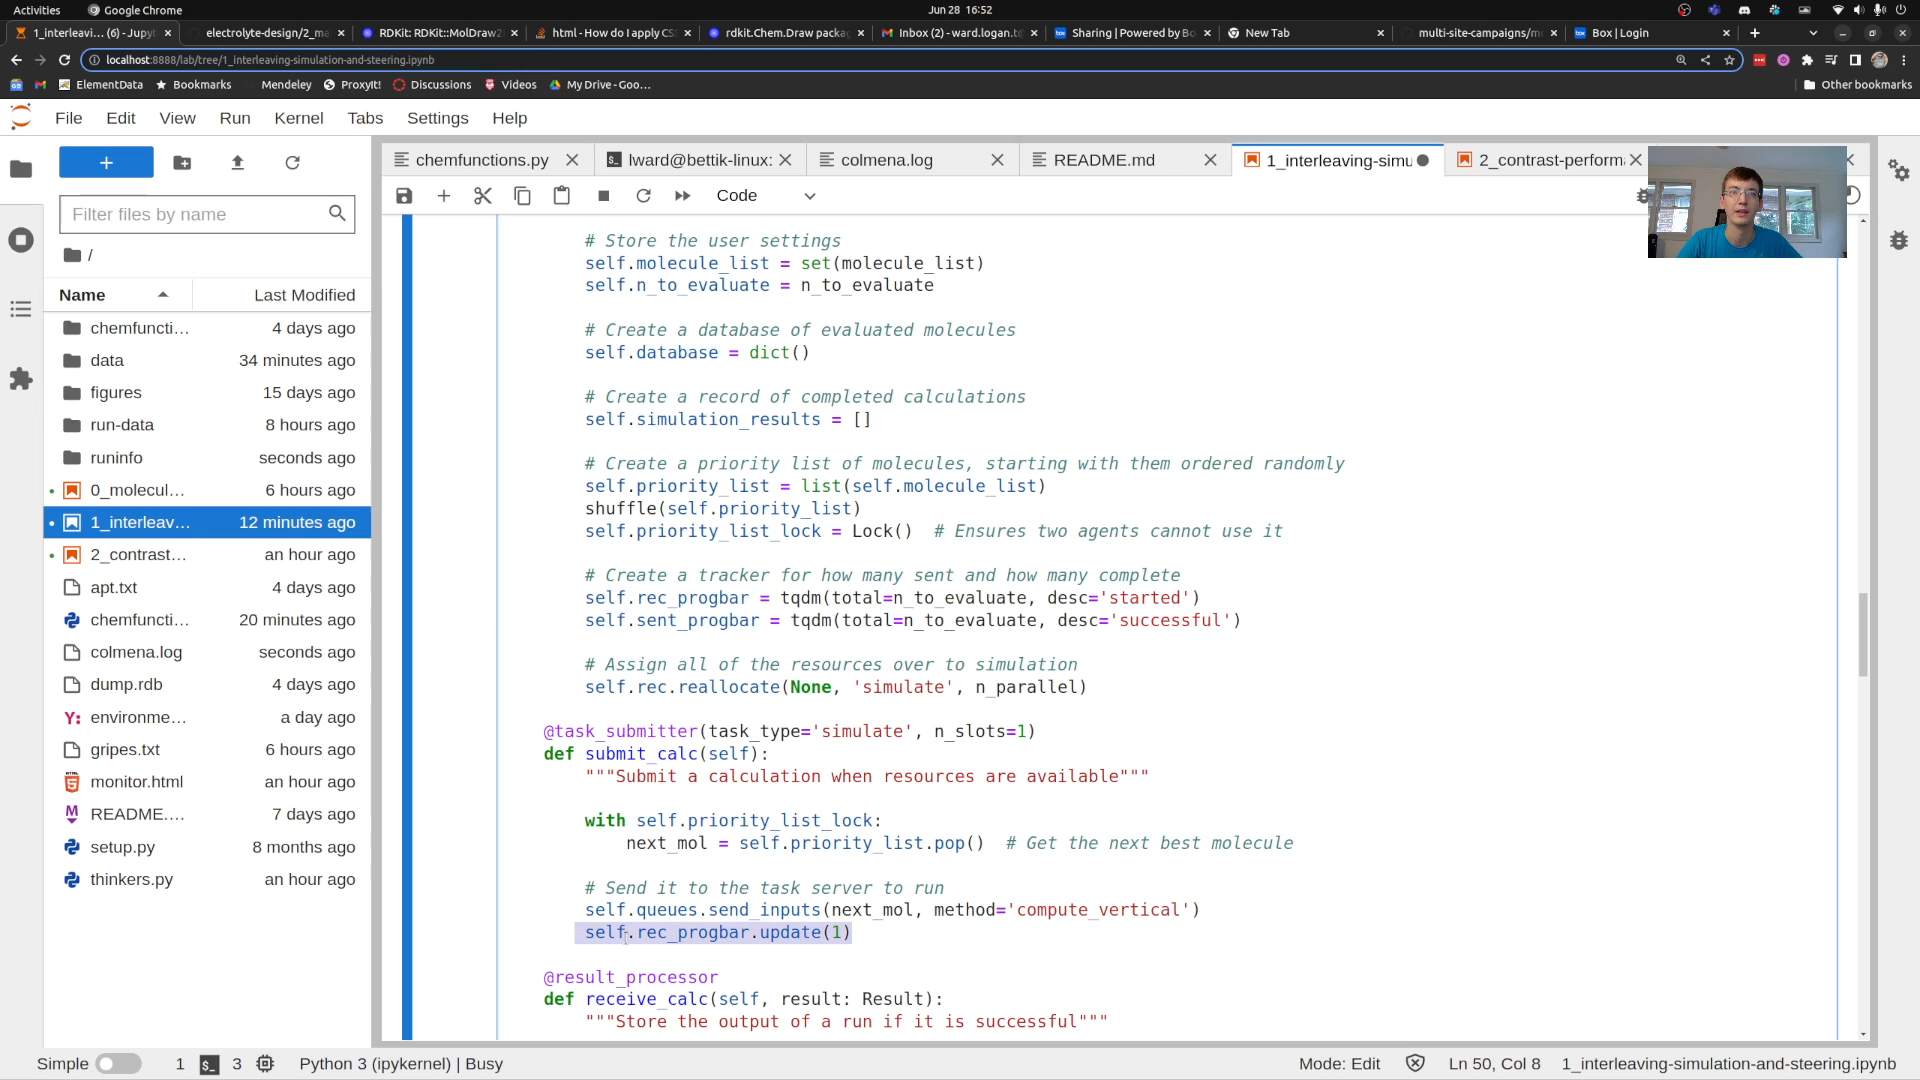 Activities
Google Chrome
Jun 28 16:52
1_interleavi… (6) - Jupyt
electrolyte-design/2_ma
RDKit: RDKit::MolDraw2
html - How do I apply CS
rdkit.Chem.Draw packag
Inbox (2) - ward.logan.t@
Sharing | Powered by Bo
New Tab
multi-site-campaigns/m
Box | Login
localhost:8888/lab/tree/1_interleaving-simulation-and-steering.ipynb
ElementData
Bookmarks
Mendeley
ProxyIt!
Discussions
Videos
My Drive - Goo…
Other bookmarks
File
Edit
View
Run
Kernel
Tabs
Settings
Help
chemfunctions.py
lward@bettik-linux:
colmena.log
README.md
1_interleaving-simu
2_contrast-perform
Code
Filter files by name
/
Name
Last Modified
chemfuncti… 4 days ago
data 34 minutes ago
figures 15 days ago
run-data 8 hours ago
runinfo seconds ago
0_molecul… 6 hours ago
1_interleav… 12 minutes ago
2_contrast… an hour ago
apt.txt 4 days ago
chemfuncti… 20 minutes ago
colmena.log seconds ago
dump.rdb 4 days ago
environme… a day ago
gripes.txt 6 hours ago
monitor.html an hour ago
README.… 7 days ago
setup.py 8 months ago
thinkers.py an hour ago
# Store the user settings
self.molecule_list = set(molecule_list)
self.n_to_evaluate = n_to_evaluate
# Create a database of evaluated molecules
self.database = dict()
# Create a record of completed calculations
self.simulation_results = []
# Create a priority list of molecules, starting with them ordered randomly
self.priority_list = list(self.molecule_list)
shuffle(self.priority_list)
self.priority_list_lock = Lock()  # Ensures two agents cannot use it
# Create a tracker for how many sent and how many complete
self.rec_progbar = tqdm(total=n_to_evaluate, desc='started')
self.sent_progbar = tqdm(total=n_to_evaluate, desc='successful')
# Assign all of the resources over to simulation
self.rec.reallocate(None, 'simulate', n_parallel)
@task_submitter(task_type='simulate', n_slots=1)
def submit_calc(self):
"""Submit a calculation when resources are available"""
with self.priority_list_lock:
next_mol = self.priority_list.pop()  # Get the next best molecule
# Send it to the task server to run
self.queues.send_inputs(next_mol, method='compute_vertical')
self.rec_progbar.update(1)
@result_processor
def receive_calc(self, result: Result):
"""Store the output of a run if it is successful"""
Simple
1
3
Python 3 (ipykernel) | Busy
Mode: Edit
Ln 50, Col 8
1_interleaving-simulation-and-steering.ipynb